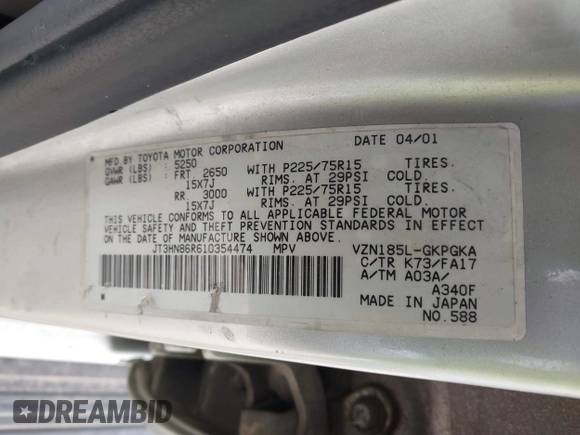 MFD BY TOYOTA MOTOR CORPORATION DATE 04/01
GVWR (LBS) : 5250
GAWR (LBS) : FRT. 2650 WITH P225/75R15 TIRES.
15X7J RIMS. AT 29PSI COLD.
RR. 3000 WITH P225/75R15 TIRES.
15X7J RIMS. AT 29PSI COLD.
THIS VEHICLE CONFORMS TO ALL APPLICABLE FEDERAL MOTOR
VEHICLE SAFETY AND BUMPER STANDARDS IN EFFECT
ON THE DATE OF MANUFACTURE SHOWN ABOVE.
JT3HN86R610354474 MPV VZN185L-GKPGKA
C/TR K73/FA17
A/TM A03A/
A340F
MADE IN JAPAN
NO.588
DREAMBID